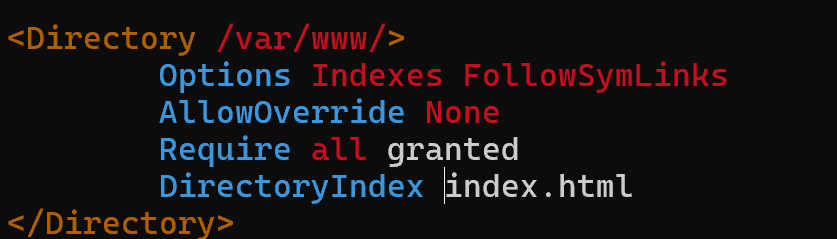 <Directory /var/www/>
Options Indexes FollowSymLinks
AllowOverride None
Require all granted
DirectoryIndex index.html
</Directory>